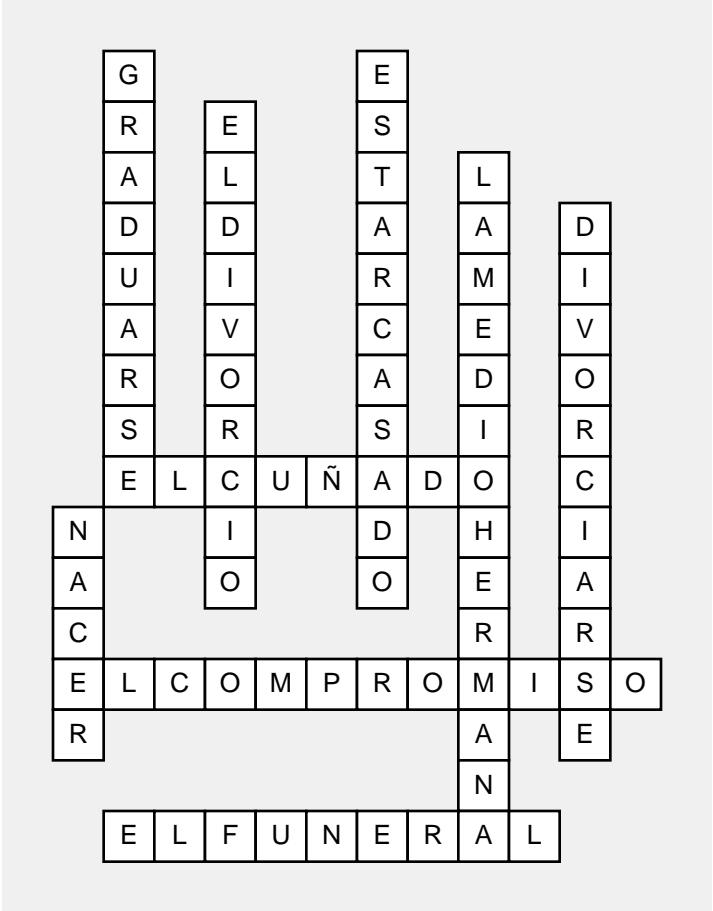 GRADUARSE
ESTARCASADO
ELDIVORCIO
LAMEDIOHERMANA
DIVORCIARSE
ELCUÑADO
NACER
ELCOMPROMISO
ELFUNERAL